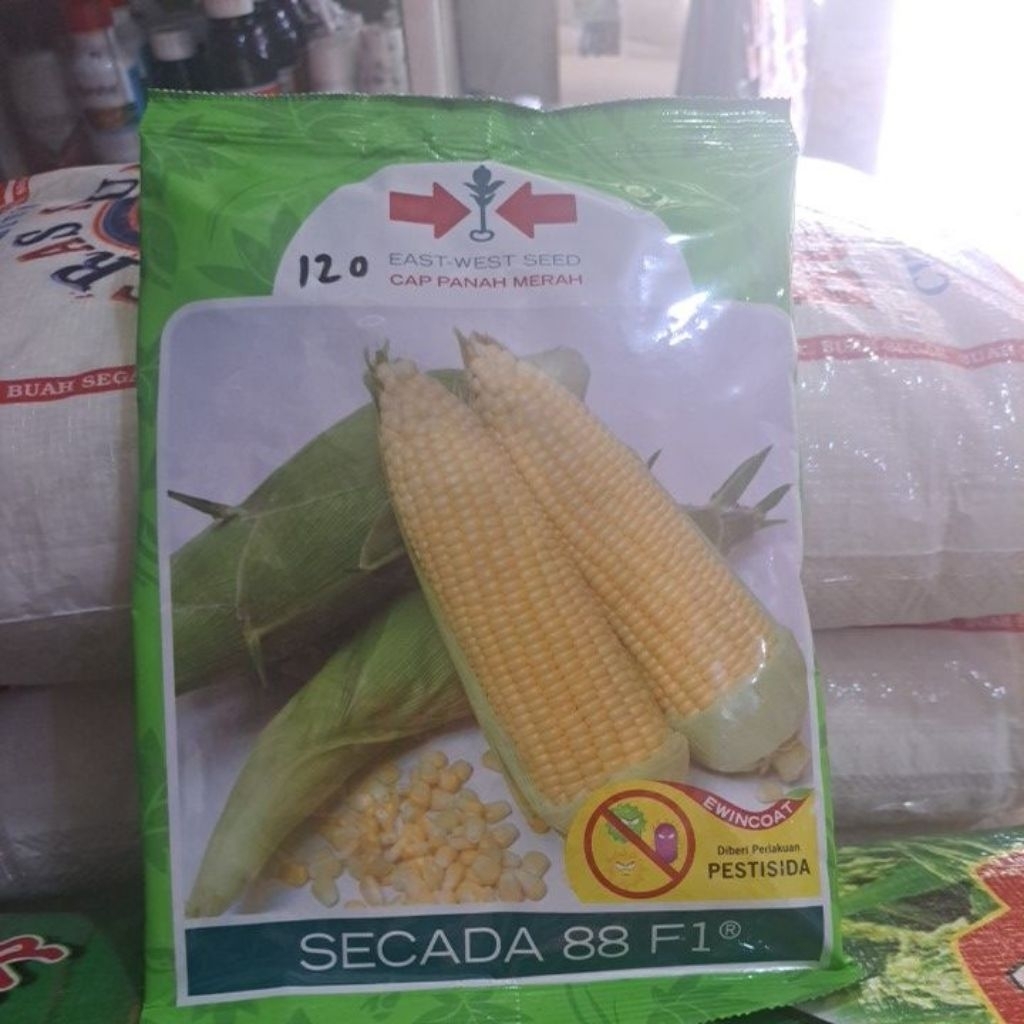 120
EAST-WEST SEED
CAP PANAH MERAH
BUAH SEGA
EWINCOAT
Diberi Perlakuan
PESTISIDA
SECADA 88 F1®